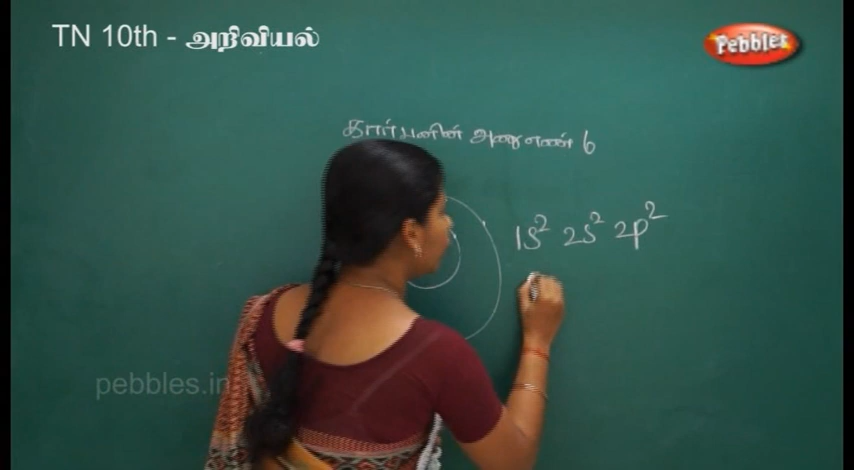 TN 10th - அறிவியல்
Pebbles
கார்பனின் அணு எண் 6
1S² 2S² 2P²
pebbles.in